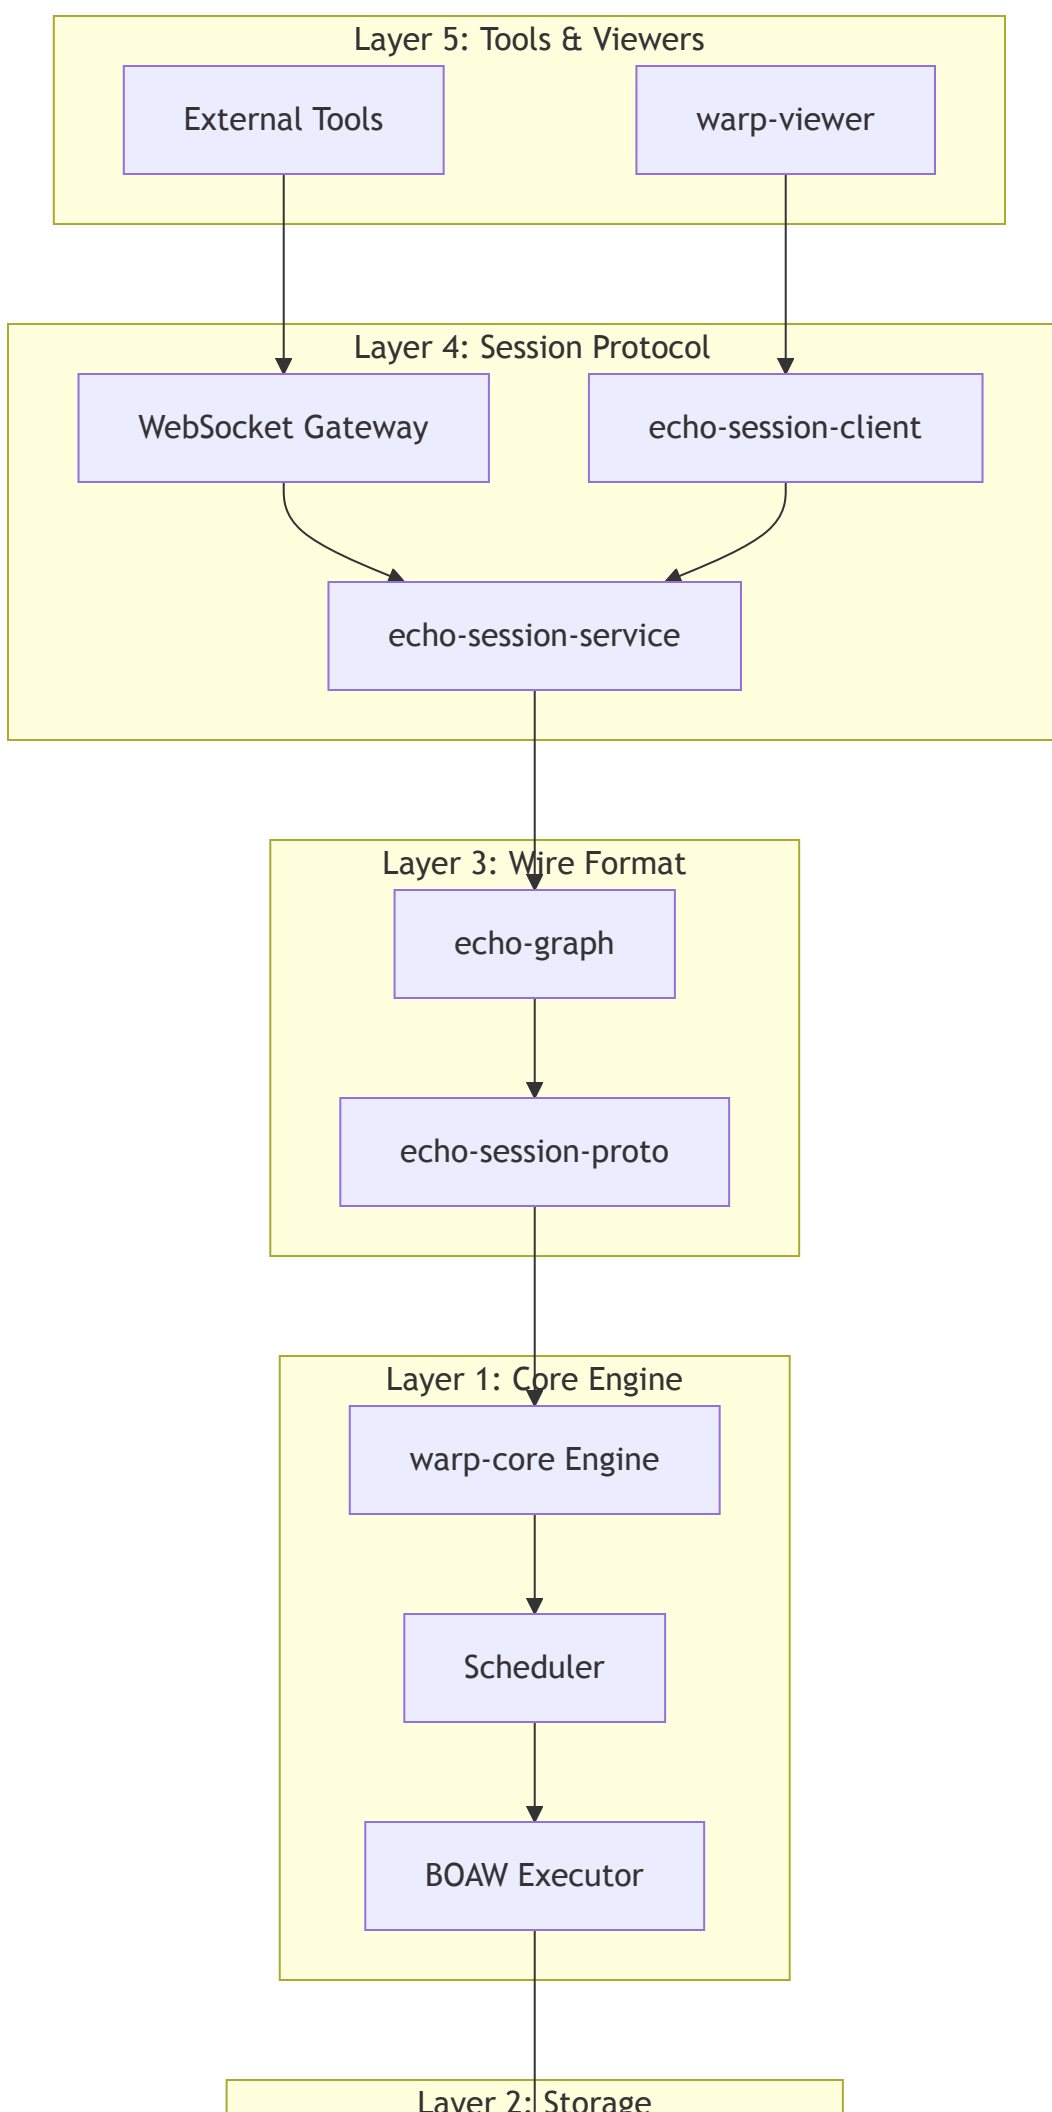 Layer 5: Tools & Viewers
External Tools
warp-viewer
Layer 4: Session Protocol
WebSocket Gateway
echo-session-client
echo-session-service
Layer 3: Wire Format
echo-graph
echo-session-proto
Layer 1: Core Engine
warp-core Engine
Scheduler
BOAW Executor
Layer 2: Storage